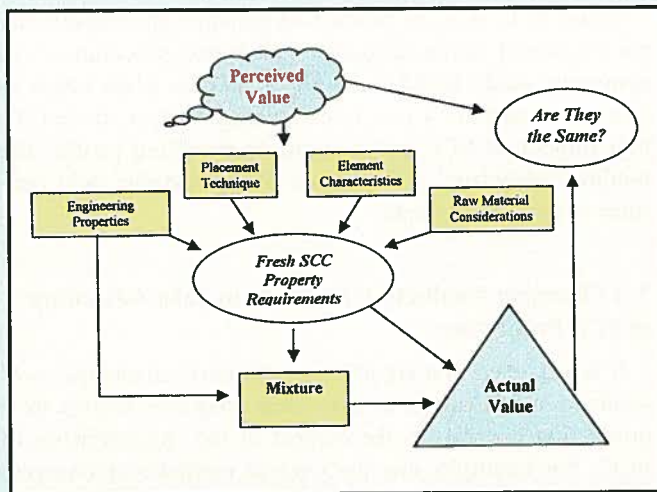 Perceived
Value
Are They
the Same?
Placement
Technique
Element
Characteristics
Engineering
Properties
Raw Material
Considerations
Fresh SCC
Property
Requirements
Mixture
Actual
Value